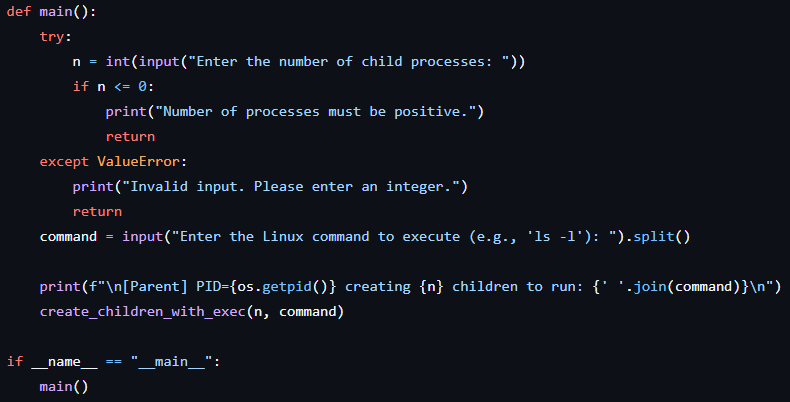 def main():
    try:
        n = int(input("Enter the number of child processes: "))
        if n <= 0:
            print("Number of processes must be positive.")
            return
    except ValueError:
        print("Invalid input. Please enter an integer.")
        return
    command = input("Enter the Linux command to execute (e.g., 'ls -l'): ").split()

    print(f"\n[Parent] PID={os.getpid()} creating {n} children to run: {' '.join(command)}\n")
    create_children_with_exec(n, command)

if __name__ == "__main__":
    main()